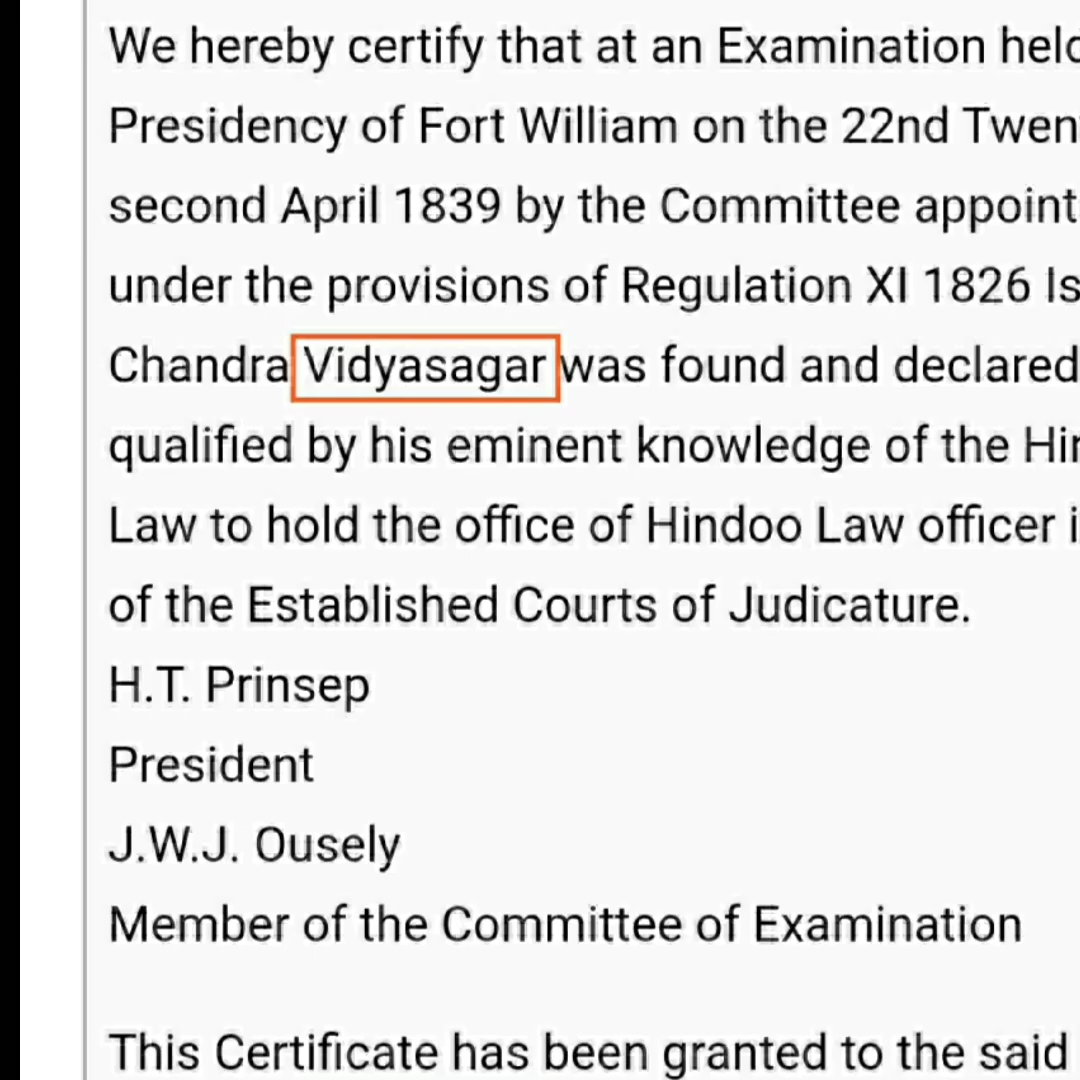 We hereby certify that at an Examination held
Presidency of Fort William on the 22nd Twen
second April 1839 by the Committee appoint
under the provisions of Regulation XI 1826 Is
Chandra Vidyasagar was found and declared
qualified by his eminent knowledge of the Hin
Law to hold the office of Hindoo Law officer i
of the Established Courts of Judicature.
H.T. Prinsep
President
J.W.J. Ousely
Member of the Committee of Examination
This Certificate has been granted to the said